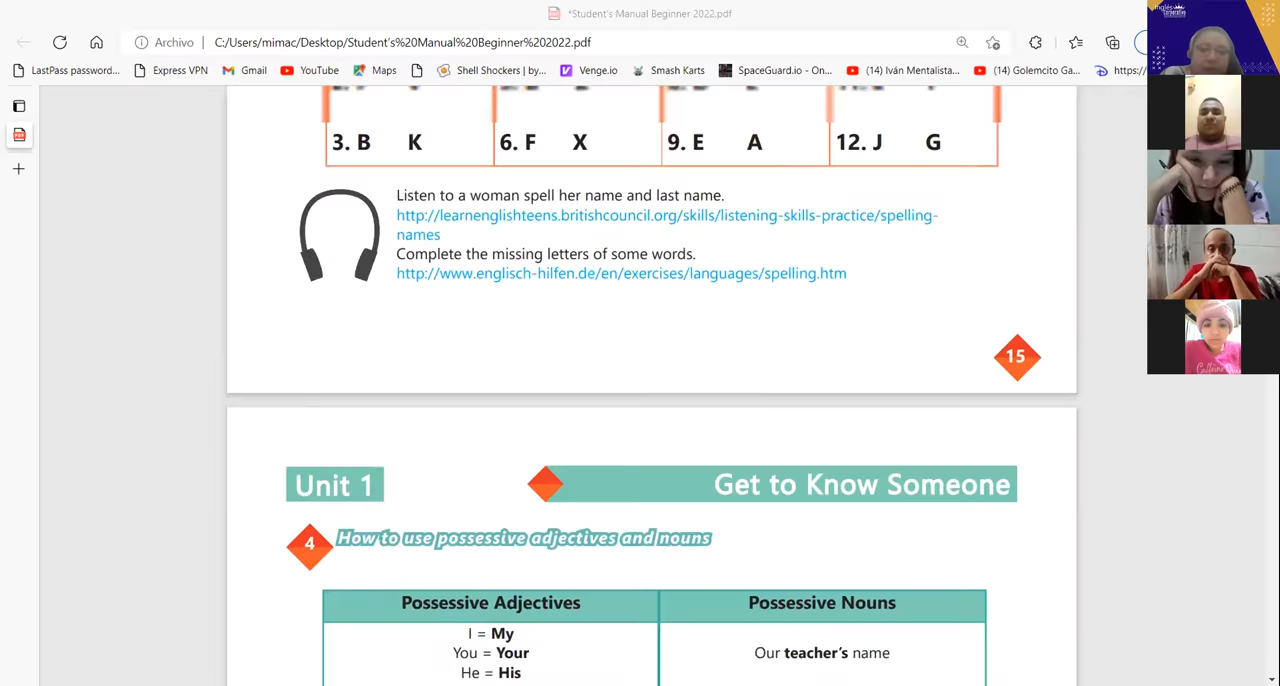 *Student's Manual Beginner 2022.pdf
Archivo | C:/Users/mimac/Desktop/Student's%20Manual%20Beginner%202022.pdf
LastPass password... Express VPN Gmail YouTube Maps Shell Shockers | by... Venge.io Smash Karts SpaceGuard.io - On... (14) Iván Mentalista... (14) Golemcito Ga... https:/
3. B K 6. F X 9. E A 12. J G
Listen to a woman spell her name and last name.
http://learnenglishteens.britishcouncil.org/skills/listening-skills-practice/spelling-
names
Complete the missing letters of some words.
http://www.englisch-hilfen.de/en/exercises/languages/spelling.htm
15
Unit 1 Get to Know Someone
4 How to use possessive adjectives and nouns
Possessive Adjectives Possessive Nouns
I = My
You = Your Our teacher's name
He = His